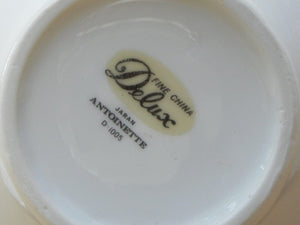 FINE CHINA
Delux
JAPAN
ANTOINETTE
D 1005